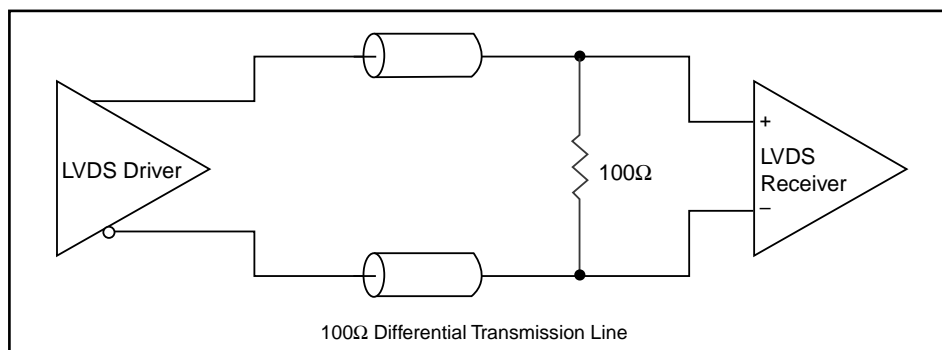 LVDS Driver
100Ω
+
LVDS
Receiver
–
100Ω Differential Transmission Line